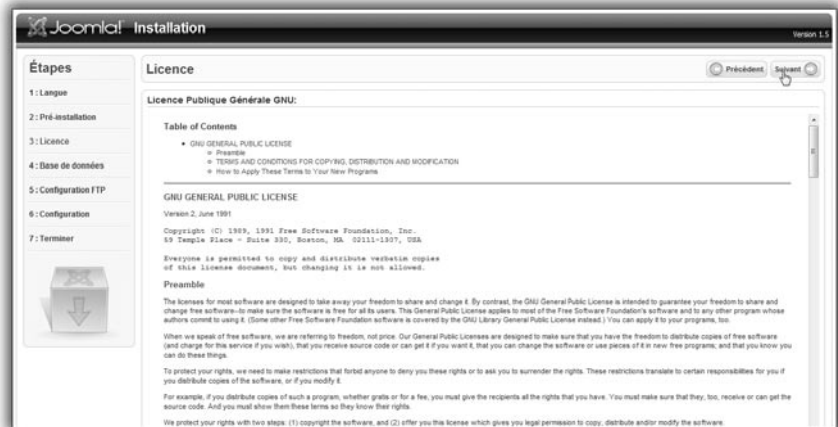 Joomla! Installation
Version 1.5
Étapes
1 : Langue
2 : Pré-installation
3 : Licence
4 : Base de données
5 : Configuration FTP
6 : Configuration
7 : Terminer
Licence
Précédent
Suivant
Licence Publique Générale GNU:
Table of Contents
GNU GENERAL PUBLIC LICENSE
Preamble
TERMS AND CONDITIONS FOR COPYING, DISTRIBUTION AND MODIFICATION
How to Apply These Terms to Your New Programs
GNU GENERAL PUBLIC LICENSE
Version 2, June 1991
Copyright (C) 1989, 1991 Free Software Foundation, Inc.
59 Temple Place - Suite 330, Boston, MA 02111-1307, USA
Everyone is permitted to copy and distribute verbatim copies
of this license document, but changing it is not allowed.
Preamble
The licenses for most software are designed to take away your freedom to share and change it. By contrast, the GNU General Public License is intended to guarantee your freedom to share and
change free software--to make sure the software is free for all its users. This General Public License applies to most of the Free Software Foundation's software and to any other program whose
authors commit to using it. (Some other Free Software Foundation software is covered by the GNU Library General Public License instead.) You can apply it to your programs, too.
When we speak of free software, we are referring to freedom, not price. Our General Public Licenses are designed to make sure that you have the freedom to distribute copies of free software
(and charge for this service if you wish), that you receive source code or can get it if you want it, that you can change the software or use pieces of it in new free programs; and that you know you
can do these things.
To protect your rights, we need to make restrictions that forbid anyone to deny you these rights or to ask you to surrender the rights. These restrictions translate to certain responsibilities for you if
you distribute copies of the software, or if you modify it.
For example, if you distribute copies of such a program, whether gratis or for a fee, you must give the recipients all the rights that you have. You must make sure that they, too, receive or can get the
source code. And you must show them these terms so they know their rights.
We protect your rights with two steps: (1) copyright the software, and (2) offer you this license which gives you legal permission to copy, distribute and/or modify the software.